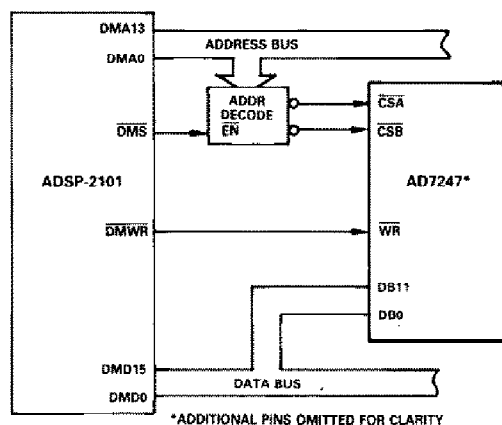 DMA13
ADDRESS BUS
DMA0
ADDR
DECODE
EN
CSA
CSB
DMS
ADSP-2101
AD7247*
DMWR
WR
DB11
DB0
DMD15
DATA BUS
DMD0
*ADDITIONAL PINS OMITTED FOR CLARITY